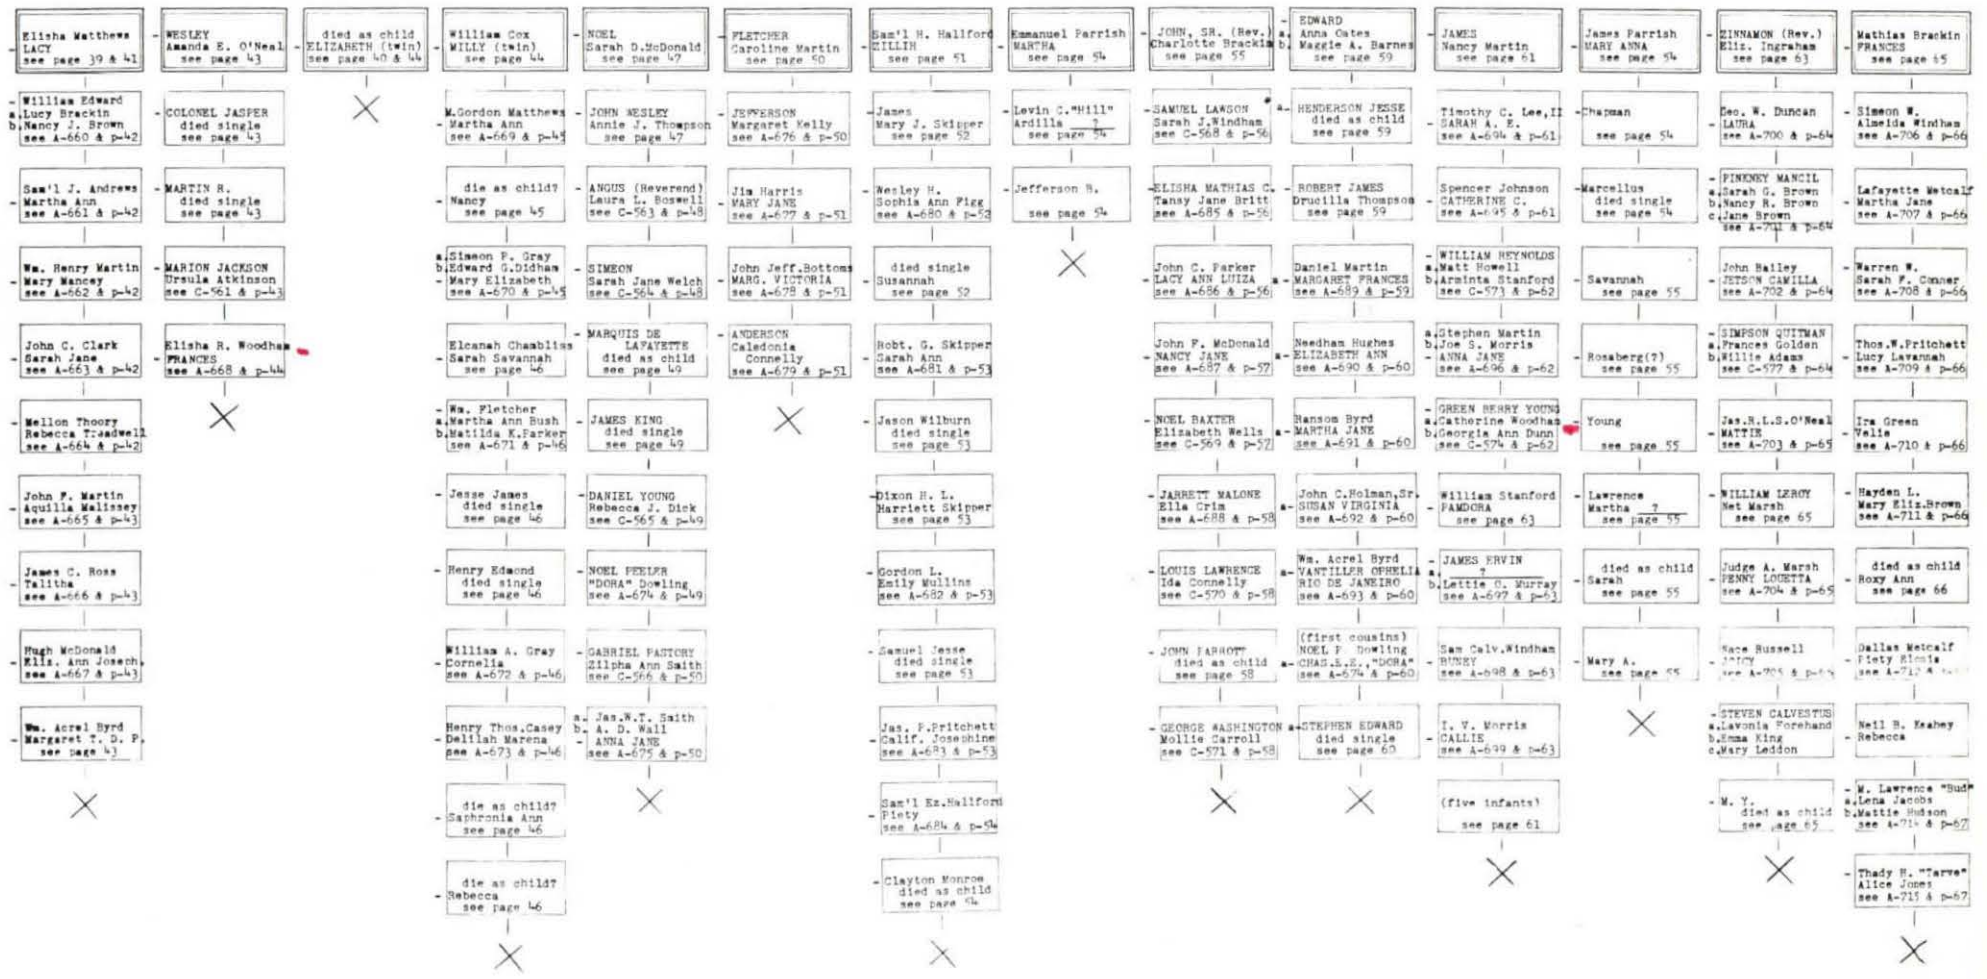 Elisha Matthews
- LACY
see page 39 & 41
- William Edward
a. Lucy Brackin
b. Nancy J. Brown
see A-660 & p-42
Sam'l J. Andrews
- Martha Ann
see A-661 & p-42
Wm. Henry Martin
- Mary Mancey
see A-662 & p-42
John C. Clark
- Sarah Jane
see A-663 & p-42
- Mellon Thoory
Rebecca Treadwell
see A-664 & p-42
John F. Martin
- Aquilla Malissey
see A-665 & p-43
James C. Ross
- Talitha
see A-666 & p-43
Hugh McDonald
- Eliz. Ann Joseph.
see A-667 & p-43
Wm. Acrel Byrd
- Margaret T. D. P.
see page 43
- WESLEY
Amanda E. O'Neal
see page 43
- COLONEL JASPER
died single
see page 43
- MARTIN R.
died single
see page 43
- MARION JACKSON
Ursula Atkinson
see C-561 & p-43
Elisha R. Woodham
- FRANCES
see A-668 & p-44
died as child
- ELIZABETH (twin)
see page 40 & 44
William Cox
- MILLY (twin)
see page 44
M.Gordon Matthews
- Martha Ann
see A-669 & p-45
die as child?
- Nancy
see page 45
a. Simeon P. Gray
b. Edward G.Didham
- Mary Elizabeth
see A-670 & p-45
Elcanah Chambliss
- Sarah Savannah
see page 46
- Wm. Fletcher
a. Martha Ann Bush
b. Matilda K.Parker
see A-671 & p-46
- Jesse James
died single
see page 46
- Henry Edmond
died single
see page 46
William A. Gray
- Cornelia
see A-672 & p-46
Henry Thos.Casey
- Delilah Marena
see A-673 & p-46
die as child?
- Saphronia Ann
see page 46
die as child?
- Rebecca
see page 46
- NOEL
Sarah D.McDonald
see page 47
- JOHN WESLEY
Annie J. Thompson
see page 47
- ANGUS (Reverend)
Laura L. Boswell
see C-563 & p-48
- SIMEON
Sarah Jane Welch
see C-564 & p-48
- MARQUIS DE
LAFAYETTE
died as child
see page 49
- JAMES KING
died single
see page 49
- DANIEL YOUNG
Rebecca J. Dick
see C-565 & p-49
- NOEL PEELER
"DORA" Dowling
see A-674 & p-49
- GABRIEL PASTORY
Zilpha Ann Smith
see C-566 & p-50
a. Jas.W.T. Smith
b. A. D. Wall
- ANNA JANE
see A-675 & p-50
- FLETCHER
Caroline Martin
see page 50
- JEFFERSON
Margaret Kelly
see A-676 & p-50
Jim Harris
- MARY JANE
see A-677 & p-51
John Jeff.Bottoms
- MARG. VICTORIA
see A-678 & p-51
- ANDERSON
Caledonia
Connelly
see A-679 & p-51
Sam'l H. Hallford
- ZILLIH
see page 51
- James
Mary J. Skipper
see page 52
- Wesley H.
Sophia Ann Figg
see A-680 & p-52
died single
- Susannah
see page 52
Robt. G. Skipper
- Sarah Ann
see A-681 & p-53
- Jason Wilburn
died single
see page 53
- Dixon H. L.
Harriett Skipper
see page 53
- Gordon L.
Emily Mullins
see A-682 & p-53
- Samuel Jesse
died single
see page 53
Jas. P.Pritchett
- Calif. Josephine
see A-683 & p-53
Sam'l Ez.Hallford
- Piety
see A-684 & p-54
- Clayton Monroe
died as child
see page 54
Emmanuel Parrish
- MARTHA
see page 54
- Levin C."Hill"
Ardilla ?
see page 54
- Jefferson B.
see page 54
- JOHN, SR. (Rev.)
Charlotte Brackin
see page 55
- SAMUEL LAWSON
Sarah J.Windham
see C-568 & p-56
- ELISHA MATHIAS C.
Tansy Jane Britt
see A-685 & p-56
John C. Parker
- LACY ANN LUIZA
see A-686 & p-56
John F. McDonald
- NANCY JANE
see A-687 & p-57
- NOEL BAXTER
Elizabeth Wells
see C-569 & p-57
- JARRETT MALONE
Ella Crim
see A-688 & p-58
- LOUIS LAWRENCE
Ida Connelly
see C-570 & p-58
- JOHN PARROTT
died as child
see page 58
- GEORGE WASHINGTON
Mollie Carroll
see C-571 & p-58
- EDWARD
a. Anna Oates
b. Maggie A. Barnes
see page 59
a- HENDERSON JESSE
died as child
see page 59
- ROBERT JAMES
Drucilla Thompson
see page 59
Daniel Martin
a- MARGARET FRANCES
see A-689 & p-59
Needham Hughes
a- ELIZABETH ANN
see A-690 & p-60
Ransom Byrd
a- MARTHA JANE
see A-691 & p-60
John C.Holman,Sr.
a- SUSAN VIRGINIA
see A-692 & p-60
Wm. Acrel Byrd
a- VANTILLER OPHELIA
RIO DE JANEIRO
see A-693 & p-60
(first cousins)
NOEL P. Dowling
a- CHAS.E.E.,"DORA"
see A-674 & p-60
a- STEPHEN EDWARD
died single
see page 60
- JAMES
Nancy Martin
see page 61
Timothy C. Lee,II
- SARAH A. E.
see A-694 & p-61
Spencer Johnson
- CATHERINE C.
see A-695 & p-61
- WILLIAM REYNOLDS
a. Matt Howell
b. Arminta Stanford
see C-573 & p-62
a. Stephen Martin
b. Joe S. Morris
- ANNA JANE
see A-696 & p-62
- GREEN BERRY YOUNG
a. Catherine Woodham
b. Georgia Ann Dunn
see C-574 & p-62
William Stanford
- PAMDORA
see page 63
- JAMES ERVIN
a. ?
b. Lettie O. Murray
see A-697 & p-63
Sam Calv.Windham
- BUNEY
see A-698 & p-63
I. V. Morris
- CALLIE
see A-699 & p-63
(five infants)
see page 61
James Parrish
- MARY ANNA
see page 54
- Chapman
see page 54
- Marcellus
died single
see page 54
- Savannah
see page 55
- Rosaberg(?)
see page 55
- Young
see page 55
- Lawrence
Martha ?
see page 55
died as child
- Sarah
see page 55
- Mary A.
see page 55
- ZINNAMON (Rev.)
Eliz. Ingraham
see page 63
Geo. W. Duncan
- LAURA
see A-700 & p-64
- PINKNEY MANCIL
a. Sarah G. Brown
b. Nancy R. Brown
c. Jane Brown
see A-701 & p-64
John Bailey
- JETSON CAMILLA
see A-702 & p-64
- SIMPSON QUITMAN
a. Frances Golden
b. Willie Adams
see C-577 & p-64
Jas.R.L.S.O'Neal
- MATTIE
see A-703 & p-65
- WILLIAM LEROY
Net Marsh
see page 65
Judge A. Marsh
- PENNY LOUETTA
see A-704 & p-65
Nace Russell
- JOICY
see A-705 &
- STEVEN CALVESTUS
a. Lavonia Forehand
b. Emma King
c. Mary Leddon
- M. Y.
died as child
see page 65
Mathias Brackin
- FRANCES
see page 65
- Simeon W.
Almeida Windham
see A-706 & p-66
Lafayette Metcalf
- Martha Jane
see A-707 & p-66
- Warren W.
Sarah F. Conner
see A-708 & p-66
Thos.W.Pritchett
- Lucy Lavannah
see A-709 & p-66
Ira Green
- Velie
see A-710 & p-66
- Hayden L.
Mary Eliz.Brown
see A-711 & p-66
died as child
- Roxy Ann
see page 66
Dallas Metcalf
- Piety
see
Neil B. Keahey
- Rebecca
- M. Lawrence "Bud"
a. Lena Jacobs
b. Mattie Hudson
see A-714 & p-67
- Thady H. "Tarve"
Alice Jones
see A-715 & p-67